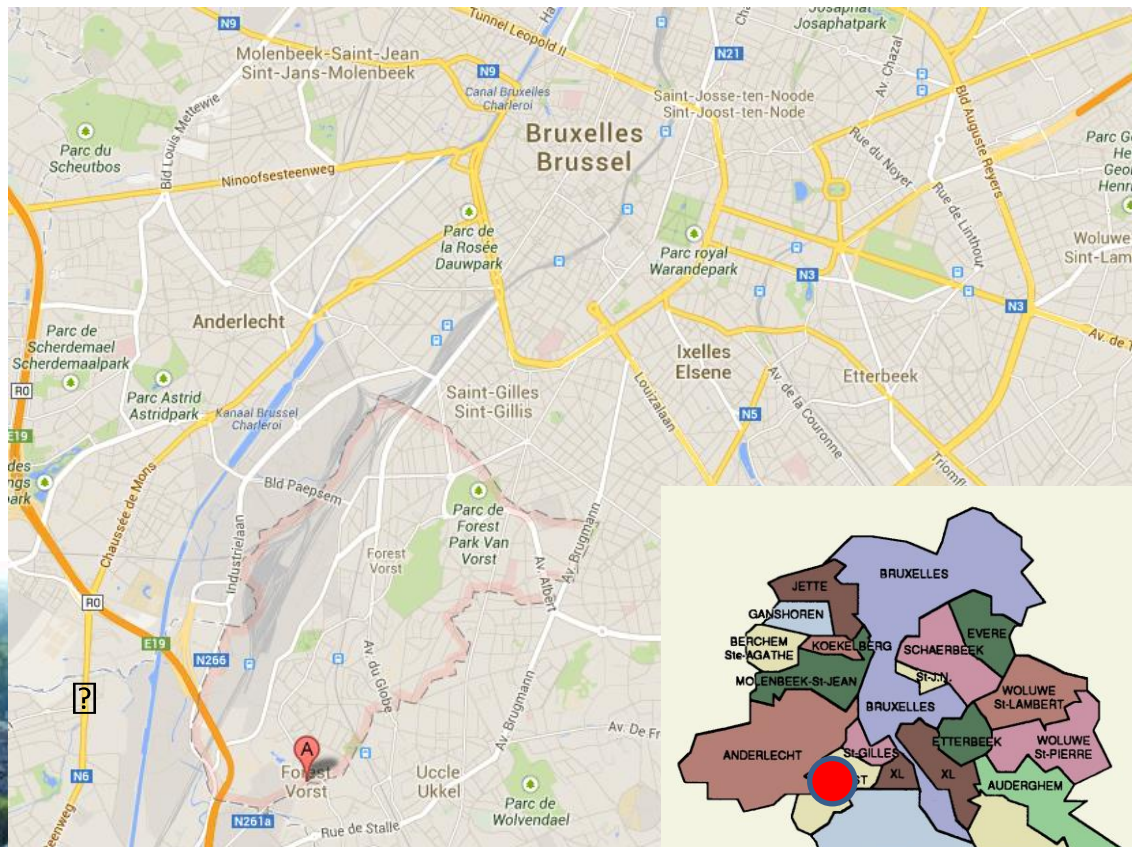 N9
Tunnel Leopold II
Josaphat
Josaphatpark
Molenbeek-Saint-Jean
Sint-Jans-Molenbeek
N9
N21
Av. Chazal
Canal Bruxelles
Charleroi
Saint-Josse-ten-Noode
Sint-Joost-ten-Node
Bld Auguste Reyers
Parc du
Scheutbos
Bld Louis Mettewie
Bruxelles
Brussel
Rue du Noyer
Ninoofsesteenweg
Rue de Linthout
Parc de
la Rosée
Dauwpark
Parc royal
Warandepark
Woluwe
Sint-Lam
N3
N3
Anderlecht
Av. de
Parc de
Scherdemael
Scherdemaalpark
Ixelles
Elsene
Etterbeek
R0
Parc Astrid
Astridpark
Saint-Gilles
Sint-Gillis
Louizalaan
Av. de la Couronne
N5
Kanaal Brussel
Charleroi
E19
Chaussée de Mons
Bld Paepsem
Industrielaan
Parc de
Forest
Park Van
Vorst
Forest
Vorst
Av. Albert
Av. Brugmann
R0
E19
N266
Av. du Globe
Av. Brugmann
?
A
Forest
Vorst
Uccle
Ukkel
Av. De Fr
N6
Parc de
Wolvendael
N261a
Rue de Stalle
BRUXELLES
JETTE
GANSHOREN
EVERE
BERCHEM
Ste-AGATHE
KOEKELBERG
SCHAERBEEK
MOLENBEEK-St-JEAN
St-J.N.
WOLUWE
St-LAMBERT
BRUXELLES
ANDERLECHT
St-GILLES
ETTERBEEK
WOLUWE
St-PIERRE
ST
XL
XL
AUDERGHEM